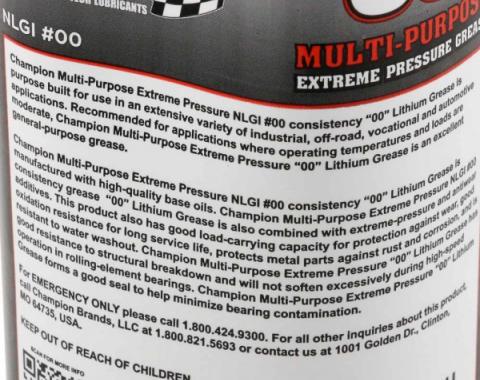 LUBRICANTS
NLGI #00
MULTI-PURPOS
EXTREME PRESSURE GREAS
Champion Multi-Purpose Extreme Pressure NLGI #00 consistency “00” Lithium Grease is
purpose built for use in an extensive variety of industrial, off-road, vocational and automotive
applications. Recommended for applications where operating temperatures and loads are
moderate, Champion Multi-Purpose Extreme Pressure “00” Lithium Grease is an excellent
general-purpose grease.
Champion Multi-Purpose Extreme Pressure NLGI #00 consistency “00” Lithium Grease is
manufactured with high-quality base oils. Champion Multi-Purpose Extreme Pressure NLGI #00
consistency grease “00” Lithium Grease is also combined with extreme-pressure and antiwear
additives. This product also has good load-carrying capacity for protection against wear, good
oxidation resistance for long service life, protects metal parts against rust and corrosion, and is
resistant to water washout. Champion Multi-Purpose Extreme Pressure “00” Lithium Grease has
good resistance to structural breakdown and will not soften excessively during high-speed
operation in rolling-element bearings. Champion Multi-Purpose Extreme Pressure “00” Lithium
Grease forms a good seal to help minimize bearing contamination.
For EMERGENCY ONLY please call 1.800.424.9300. For all other inquiries about this product,
call Champion Brands, LLC at 1.800.821.5693 or contact us at 1001 Golden Dr., Clinton,
MO 64735, USA.
KEEP OUT OF REACH OF CHILDREN
SCAN FOR MORE INFO